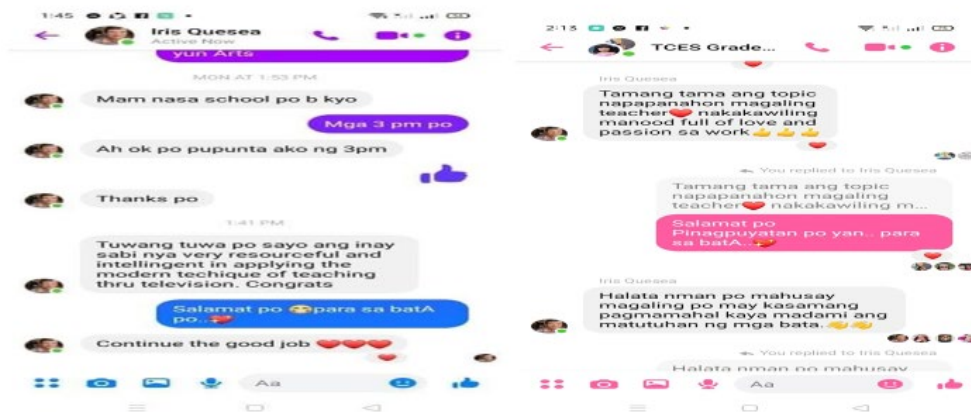 1:45
Iris Quesea
Active Now
yun Arts
MON AT 1:53 PM
Mam nasa school po b kyo
Mga 3 pm po
Ah ok po pupunta ako ng 3pm
Thanks po
1:41 PM
Tuwang tuwa po sayo ang inay
sabi nya very resourceful and
intellingent in applying the
modern techique of teaching
thru television. Congrats
Salamat po 😁para sa batA
po..💝
Continue the good job ❤❤❤
Aa
2:13
TCES Grade...
Iris Quesea
Tamang tama ang topic
napapanahon magaling
teacher❤ nakakawiling
manood full of love and
passion sa work👍👍👍
You replied to Iris Quesea
Tamang tama ang topic
napapanahon magaling
teacher❤ nakakawiling m...
Salamat po
Pinagpuyatan po yan.. para
sa batA..💝
Iris Quesea
Halata nman po mahusay
magaling po may kasamang
pagmamahal kaya madami ang
matutuhan ng mga bata.👏👏
You replied to Iris Quesea
Halata nman po mahusay
Aa